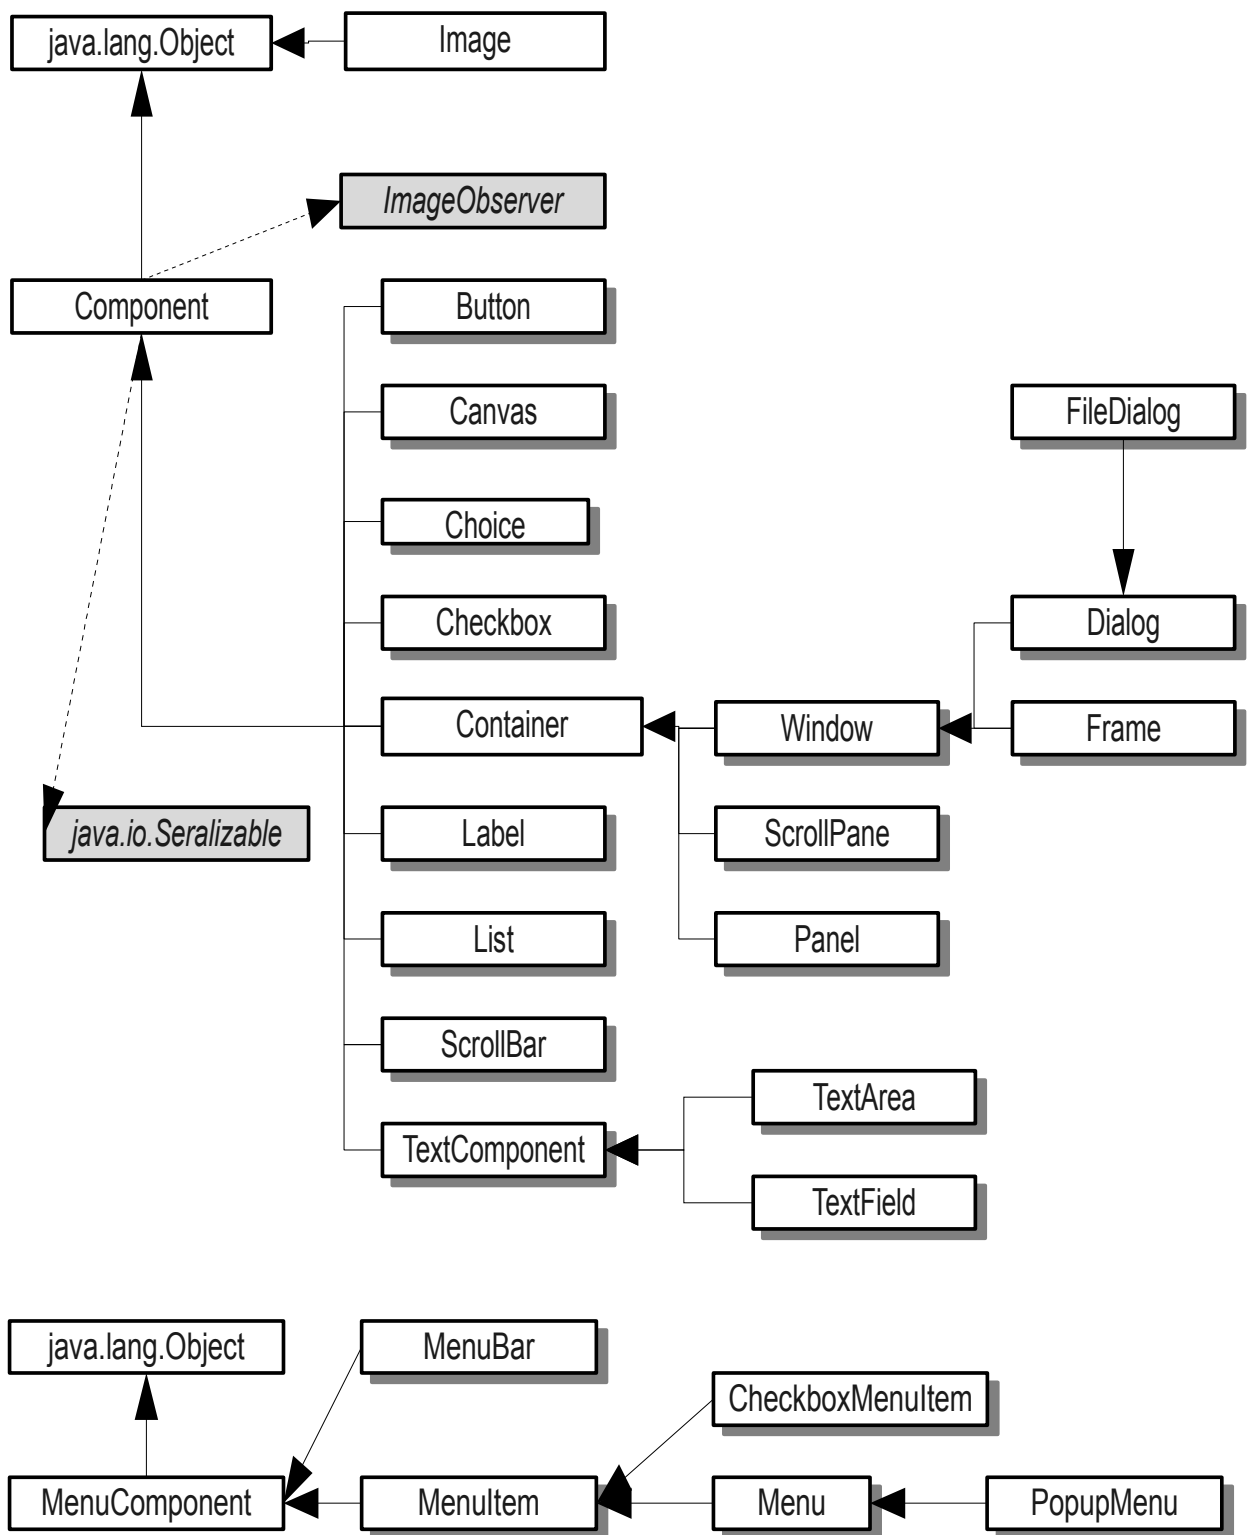 java.lang.Object
Image
ImageObserver
Component
Button
Canvas
FileDialog
Choice
Checkbox
Dialog
Container
Window
Frame
java.io.Seralizable
Label
ScrollPane
List
Panel
ScrollBar
TextArea
TextComponent
TextField
java.lang.Object
MenuBar
CheckboxMenuItem
MenuComponent
MenuItem
Menu
PopupMenu